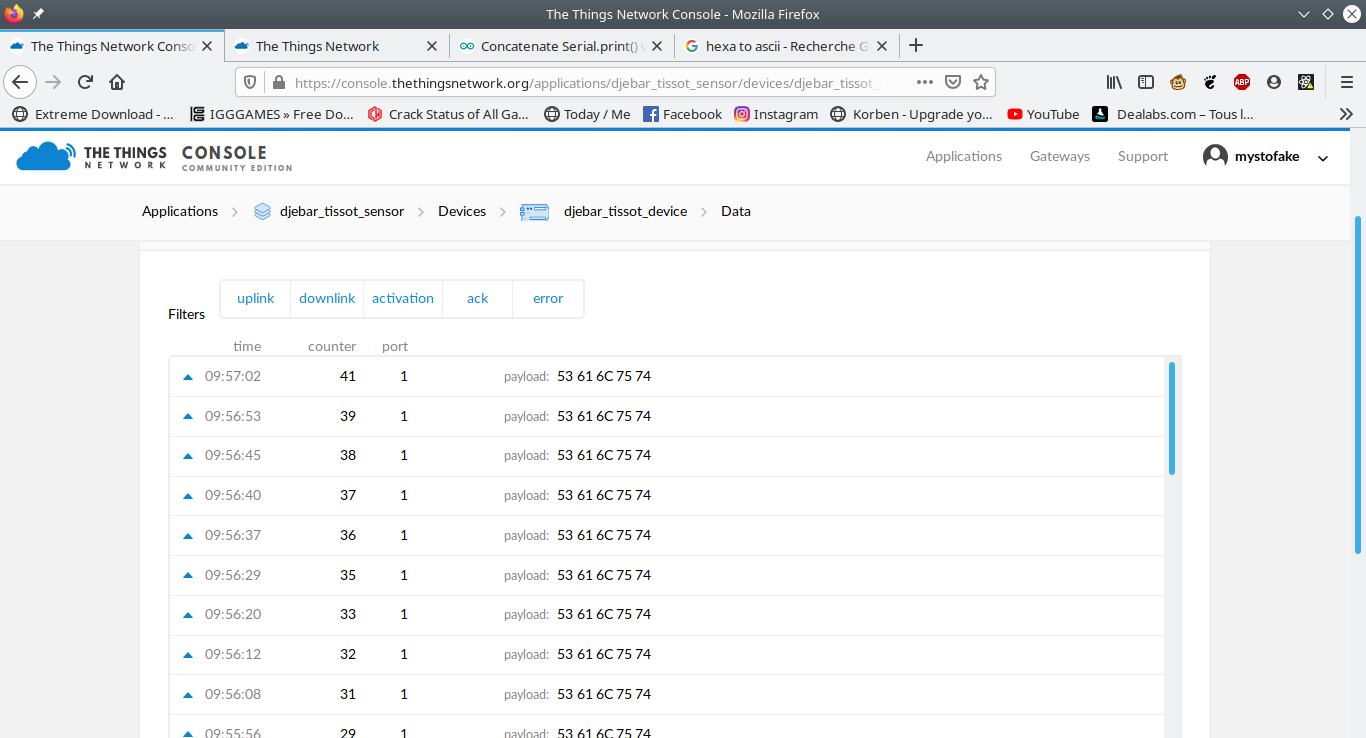 The Things Network Console - Mozilla Firefox
The Things Network Conso The Things Network Concatenate Serial.print() v hexa to ascii - Recherche G
https://console.thethingsnetwork.org/applications/djebar_tissot_sensor/devices/djebar_tissot_
Extreme Download - ... IGGGAMES » Free Do... Crack Status of All Ga... Today / Me Facebook Instagram Korben - Upgrade yo... YouTube Dealabs.com – Tous l...
THE THINGS NETWORK CONSOLE COMMUNITY EDITION Applications Gateways Support mystofake
Applications djebar_tissot_sensor Devices djebar_tissot_device Data
Filters uplink downlink activation ack error
time counter port
09:57:02 41 1 payload: 53 61 6C 75 74
09:56:53 39 1 payload: 53 61 6C 75 74
09:56:45 38 1 payload: 53 61 6C 75 74
09:56:40 37 1 payload: 53 61 6C 75 74
09:56:37 36 1 payload: 53 61 6C 75 74
09:56:29 35 1 payload: 53 61 6C 75 74
09:56:20 33 1 payload: 53 61 6C 75 74
09:56:12 32 1 payload: 53 61 6C 75 74
09:56:08 31 1 payload: 53 61 6C 75 74
09:55:56 29 1 payload: 53 61 6C 75 74